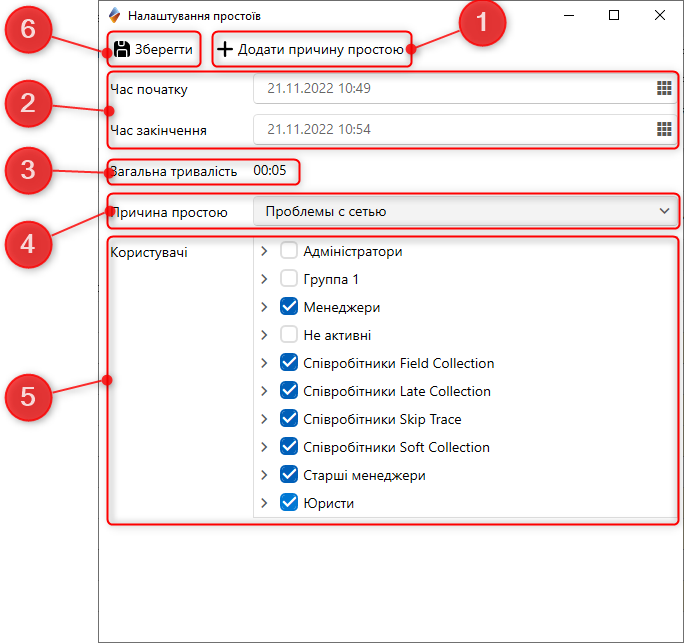 Налаштування простоїв
1
6
Зберегти
Додати причину простою
2
Час початку
21.11.2022 10:49
Час закінчення
21.11.2022 10:54
3
Загальна тривалість
00:05
4
Причина простою
Проблемы с сетью
5
Користувачі
Адміністратори
Группа 1
Менеджери
Не активні
Співробітники Field Collection
Співробітники Late Collection
Співробітники Skip Trace
Співробітники Soft Collection
Старші менеджери
Юристи